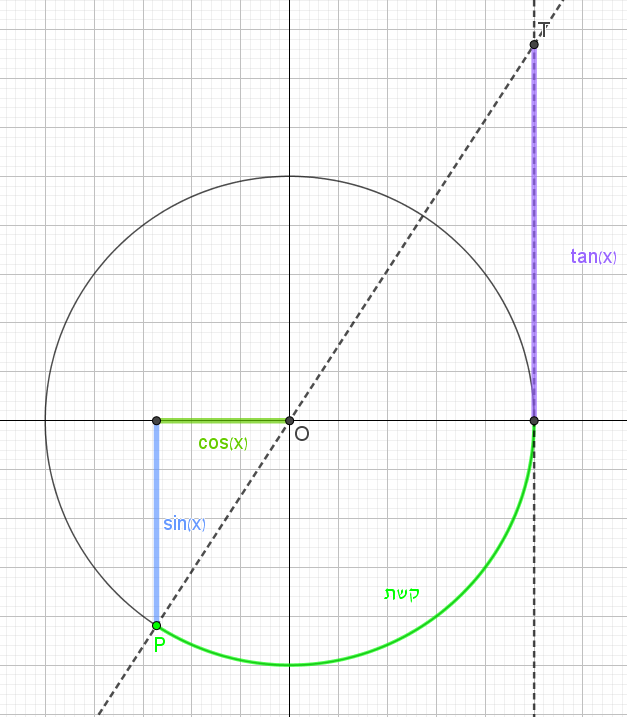 T
tan(x)
O
cos(x)
sin(x)
קשת
P